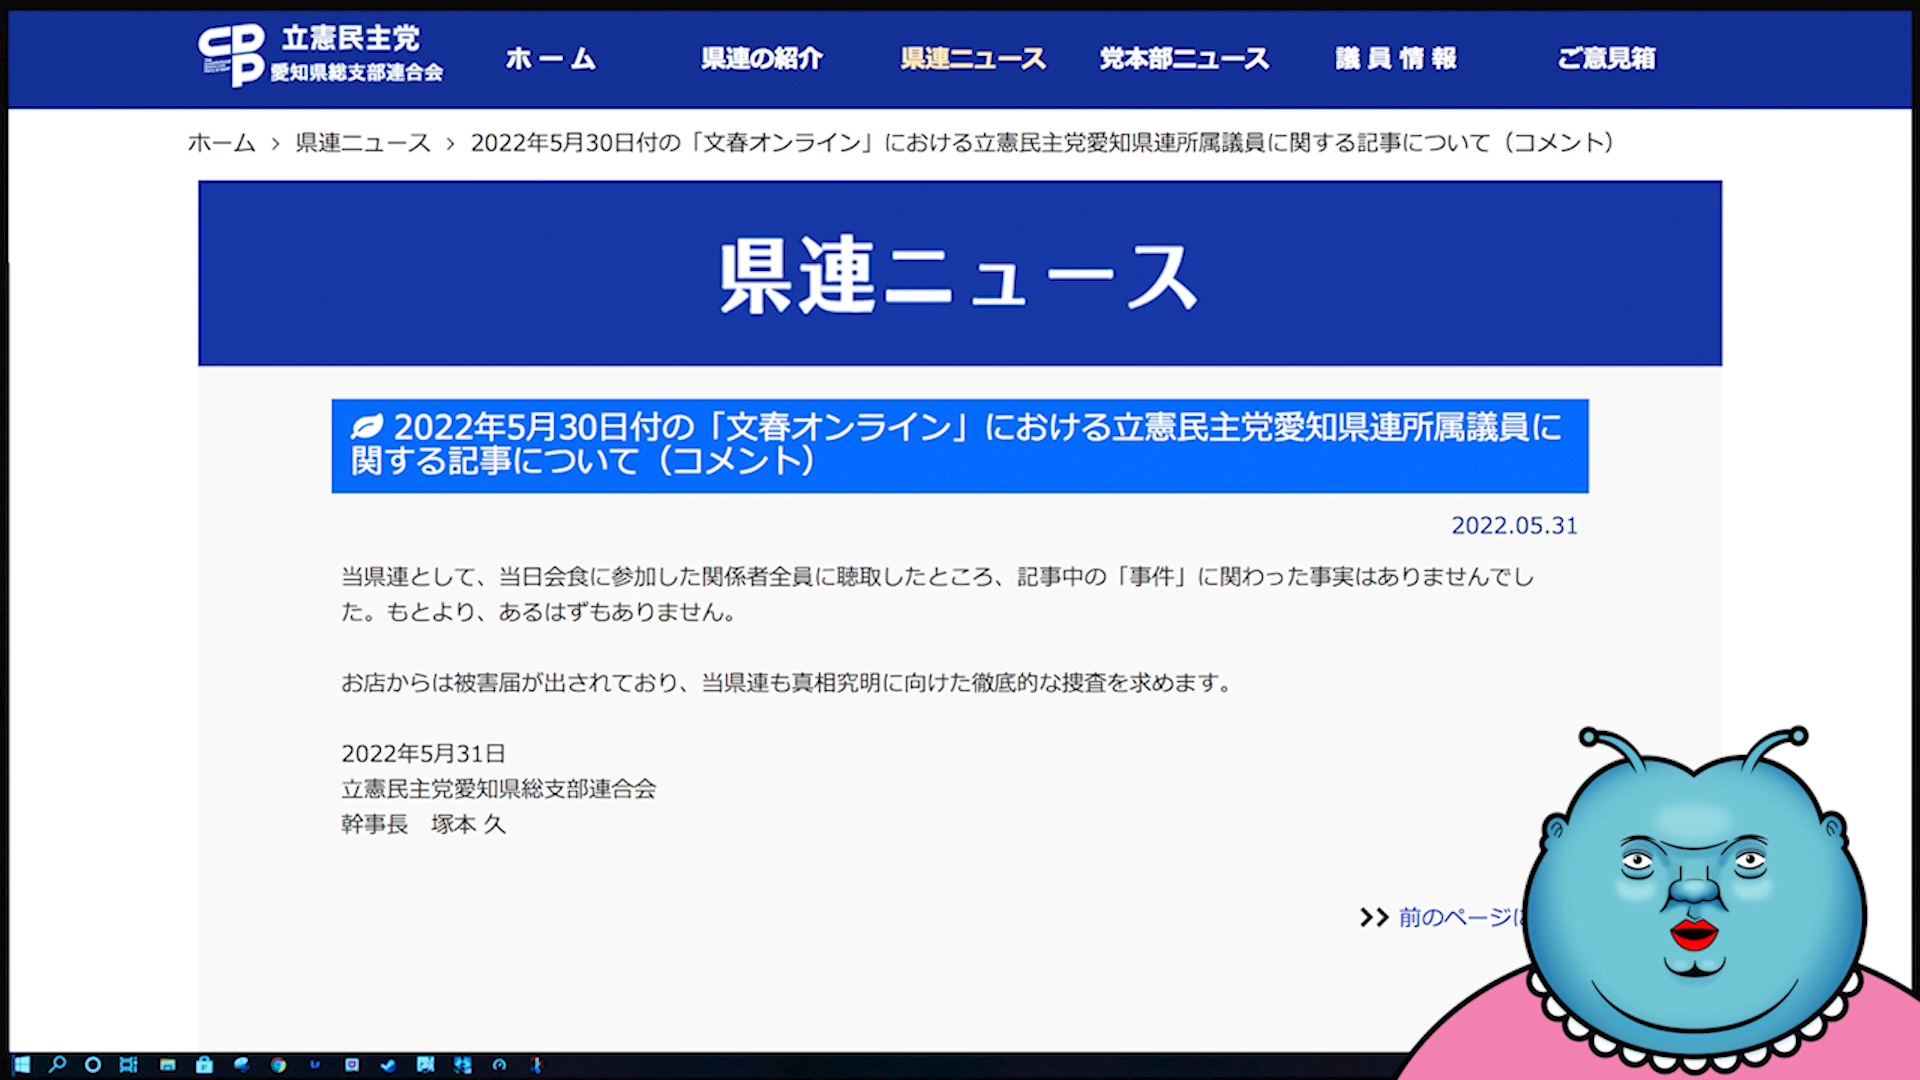 CDP
立憲民主党
愛知県総支部連合会
ホーム
県連の紹介
県連ニュース
党本部ニュース
議員情報
ご意見箱
ホーム › 県連ニュース › 2022年5月30日付の「文春オンライン」における立憲民主党愛知県連所属議員に関する記事について（コメント）
県連ニュース
2022年5月30日付の「文春オンライン」における立憲民主党愛知県連所属議員に
関する記事について（コメント）
2022.05.31
当県連として、当日会食に参加した関係者全員に聴取したところ、記事中の「事件」に関わった事実はありませんでし
た。もとより、あるはずもありません。
お店からは被害届が出されており、当県連も真相究明に向けた徹底的な捜査を求めます。
2022年5月31日
立憲民主党愛知県総支部連合会
幹事長　塚本 久
前のページに